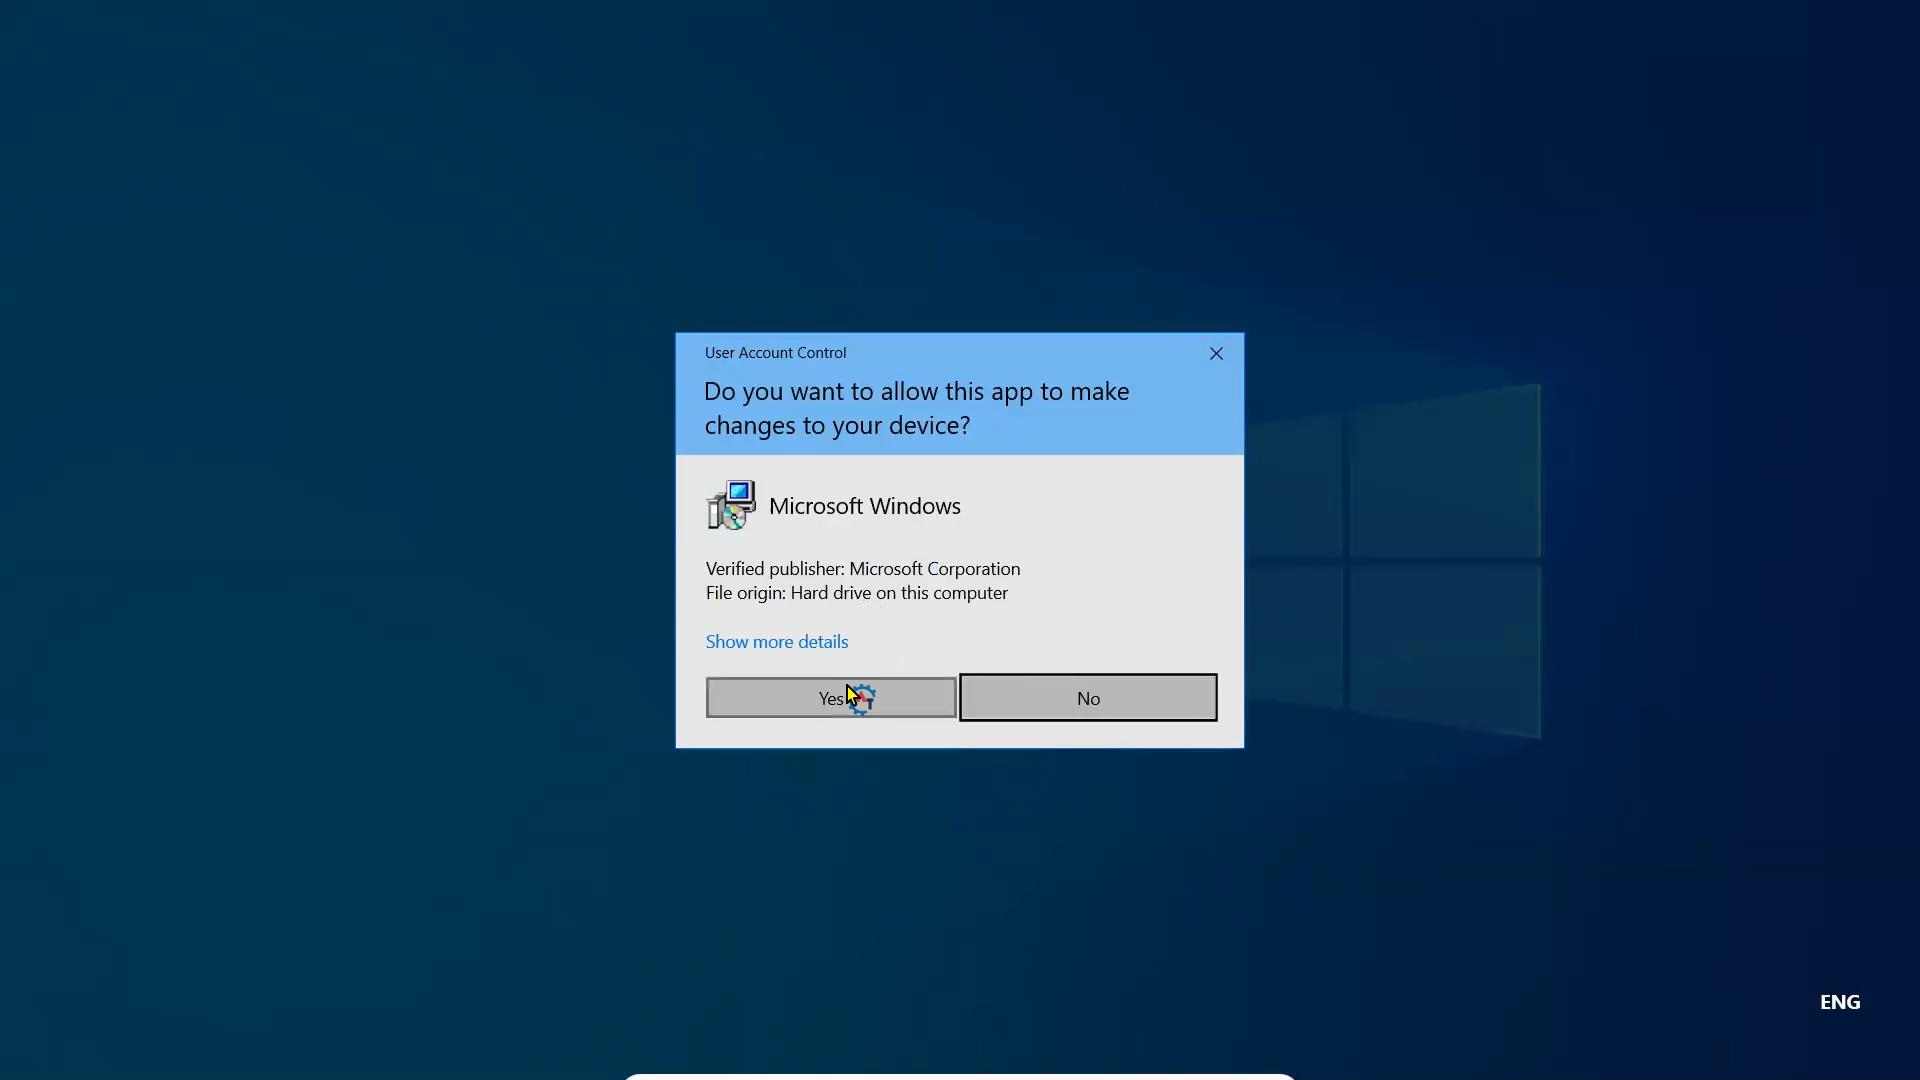 User Account Control
Do you want to allow this app to make
changes to your device?
Microsoft Windows
Verified publisher: Microsoft Corporation
File origin: Hard drive on this computer
Show more details
Yes
No
ENG